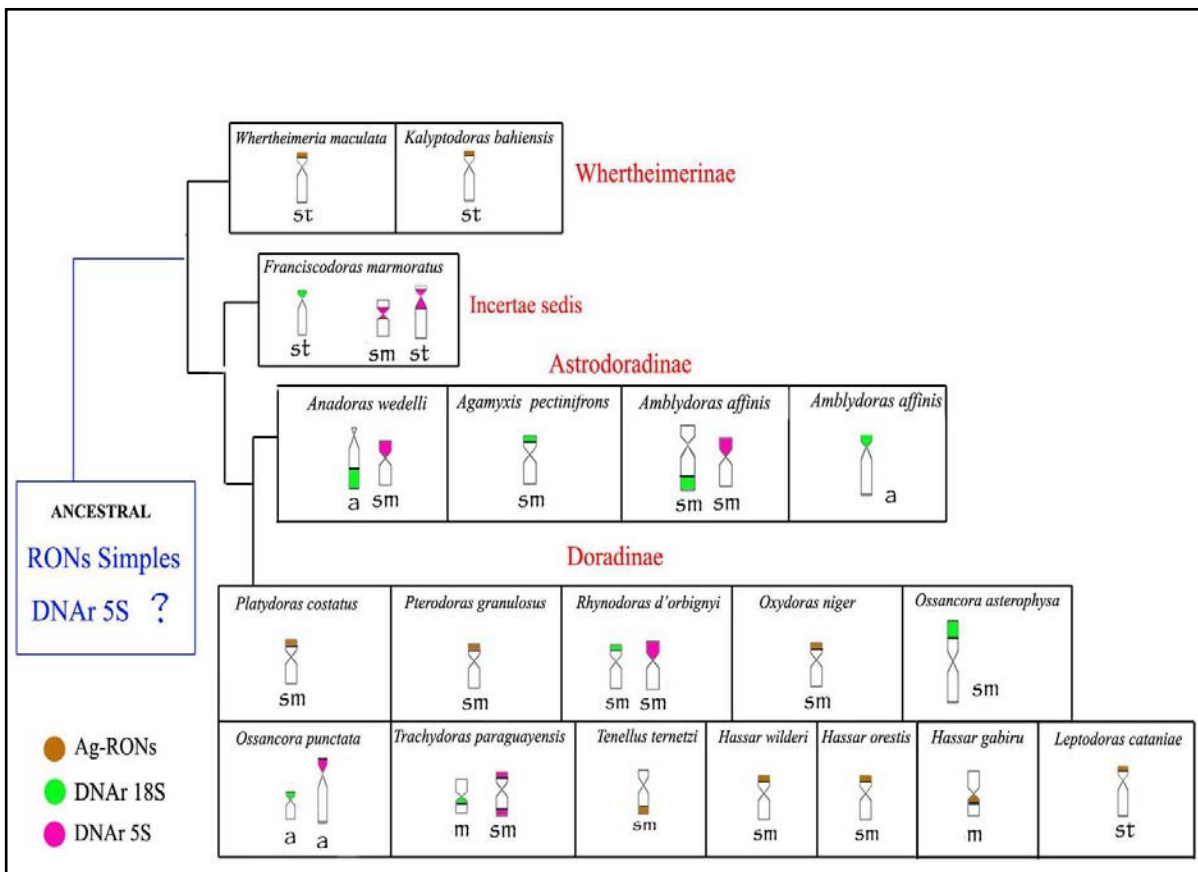 Whertheimeria maculata Kalyptodoras bahiensis
st st
Whertheimerinae
Franciscodoras marmoratus
st sm st
Incertae sedis
Astrodoradinae
Anadoras wedelli Agamyxis pectinifrons Amblydoras affinis Amblydoras affinis
a sm sm sm sm a
ANCESTRAL
RONs Simples
DNAr 5S ?
Doradinae
Platydoras costatus Pterodoras granulosus Rhynodoras d'orbignyi Oxydoras niger Ossancora asterophysa
sm sm sm sm sm sm
Ossancora punctata Trachydoras paraguayensis Tenellus ternetzi Hassar wilderi Hassar orestis Hassar gabiru Leptodoras cataniae
a a m sm sm sm sm m st
Ag-RONs
DNAr 18S
DNAr 5S